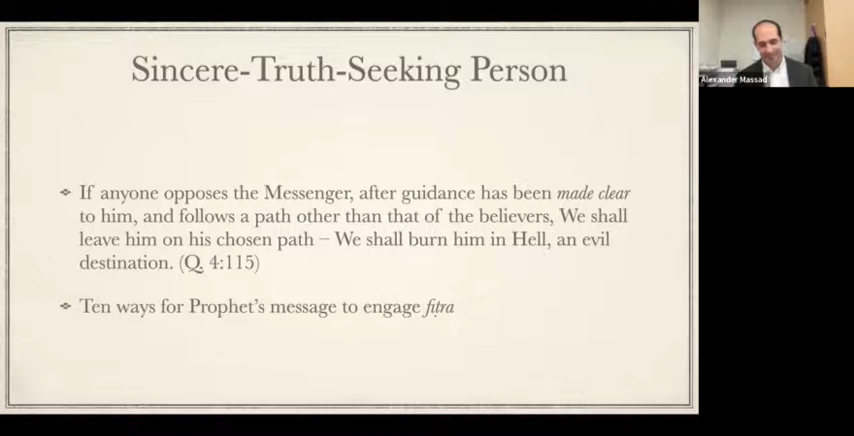 Sincere-Truth-Seeking Person
If anyone opposes the Messenger, after guidance has been made clear
to him, and follows a path other than that of the believers, We shall
leave him on his chosen path – We shall burn him in Hell, an evil
destination. (Q. 4:115)
Ten ways for Prophet's message to engage fiṭra
Alexander Massad